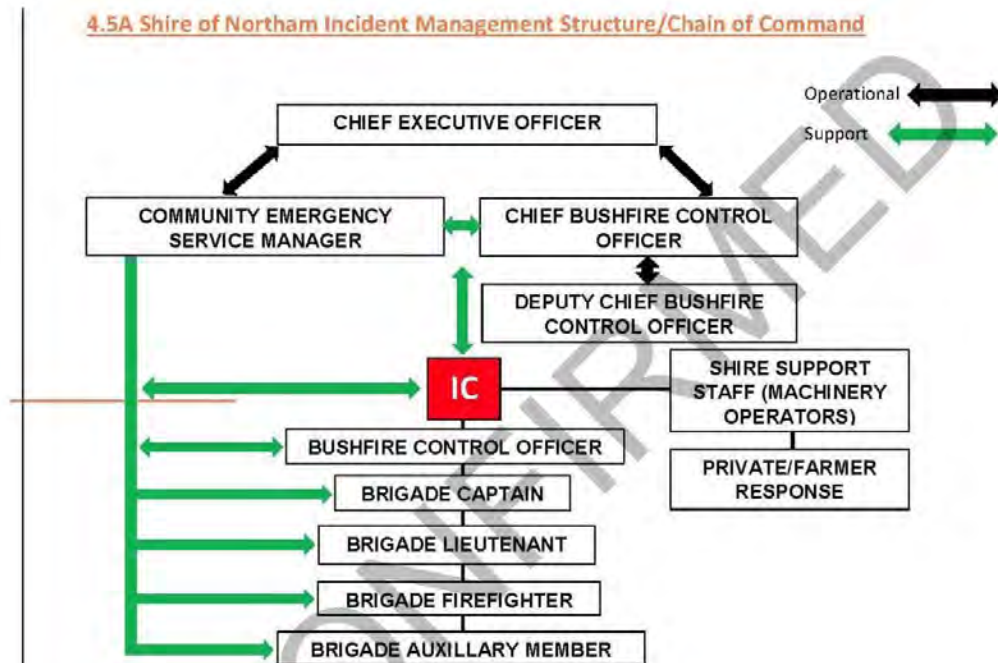 4.5A Shire of Northam Incident Management Structure/Chain of Command
Operational
Support
CHIEF EXECUTIVE OFFICER
COMMUNITY EMERGENCY
SERVICE MANAGER
CHIEF BUSHFIRE CONTROL
OFFICER
DEPUTY CHIEF BUSHFIRE
CONTROL OFFICER
IC
SHIRE SUPPORT
STAFF (MACHINERY
OPERATORS)
BUSHFIRE CONTROL OFFICER
PRIVATE/FARMER
RESPONSE
BRIGADE CAPTAIN
BRIGADE LIEUTENANT
BRIGADE FIREFIGHTER
BRIGADE AUXILLARY MEMBER
ONFIRMED